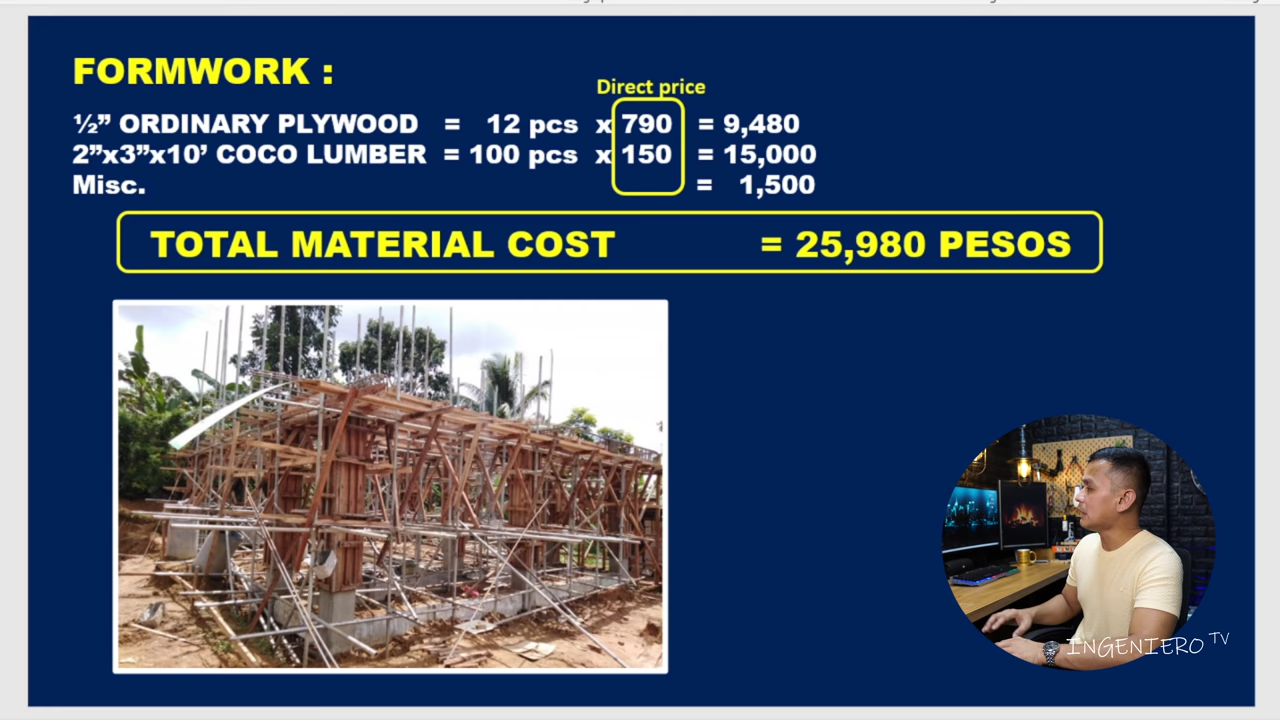 FORMWORK :
Direct price
½” ORDINARY PLYWOOD = 12 pcs x 790 = 9,480
2”x3”x10’ COCO LUMBER = 100 pcs x 150 = 15,000
Misc. = 1,500
TOTAL MATERIAL COST = 25,980 PESOS
INGENIERO TV